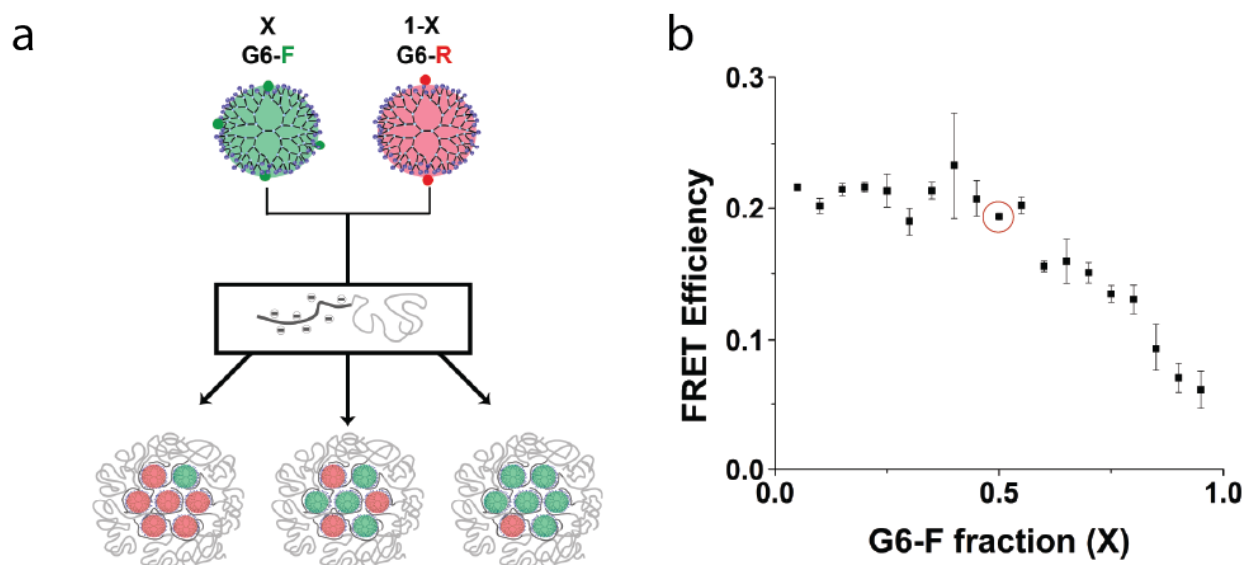 a
X
G6-F
1-X
G6-R
b
FRET Efficiency
0.3
0.2
0.1
0.0
0.0
0.5
1.0
G6-F fraction (X)